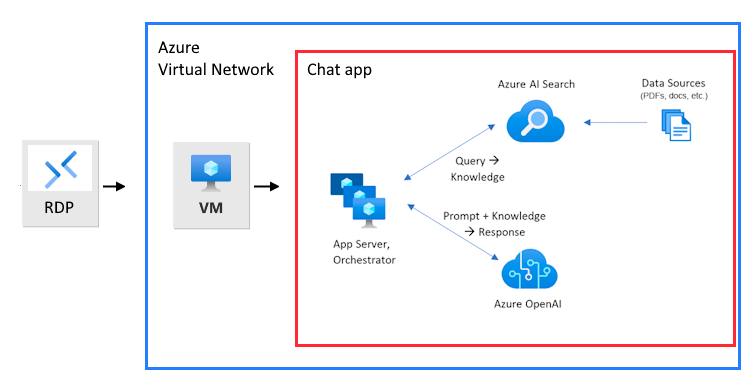 Azure
Virtual Network
Chat app
Azure AI Search
Data Sources
(PDFs, docs, etc.)
Query →
Knowledge
RDP
VM
App Server,
Orchestrator
Prompt + Knowledge
→ Response
Azure OpenAI